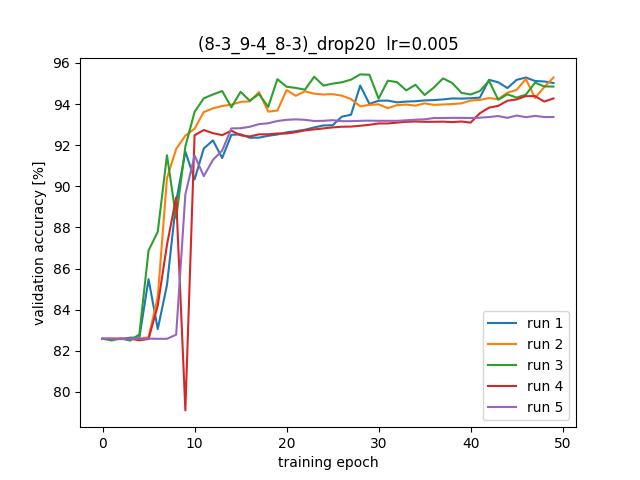 (8-3_9-4_8-3)_drop20  lr=0.005
validation accuracy [%]
96
94
92
90
88
86
84
82
80
0
10
20
30
40
50
training epoch
run 1
run 2
run 3
run 4
run 5